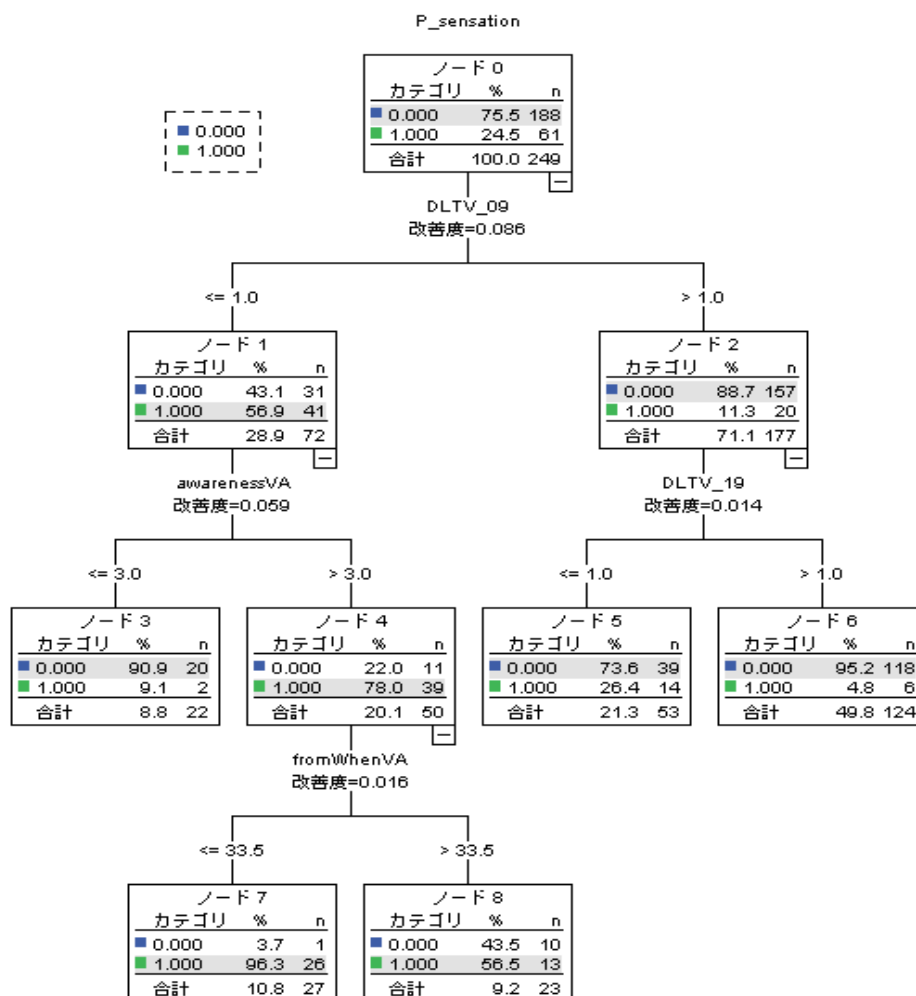 P_sensation
ノード 0
カテゴリ % n
0.000 75.5 188
1.000 24.5 61
合計 100.0 249
0.000
1.000
DLTV_09
改善度=0.086
<= 1.0
> 1.0
ノード 1
カテゴリ % n
0.000 43.1 31
1.000 56.9 41
合計 28.9 72
ノード 2
カテゴリ % n
0.000 88.7 157
1.000 11.3 20
合計 71.1 177
awarenessVA
改善度=0.059
DLTV_19
改善度=0.014
<= 3.0
> 3.0
<= 1.0
> 1.0
ノード 3
カテゴリ % n
0.000 90.9 20
1.000 9.1 2
合計 8.8 22
ノード 4
カテゴリ % n
0.000 22.0 11
1.000 78.0 39
合計 20.1 50
ノード 5
カテゴリ % n
0.000 73.6 39
1.000 26.4 14
合計 21.3 53
ノード 6
カテゴリ % n
0.000 95.2 118
1.000 4.8 6
合計 49.8 124
fromWhenVA
改善度=0.016
<= 33.5
> 33.5
ノード 7
カテゴリ % n
0.000 3.7 1
1.000 96.3 26
合計 10.8 27
ノード 8
カテゴリ % n
0.000 43.5 10
1.000 56.5 13
合計 9.2 23